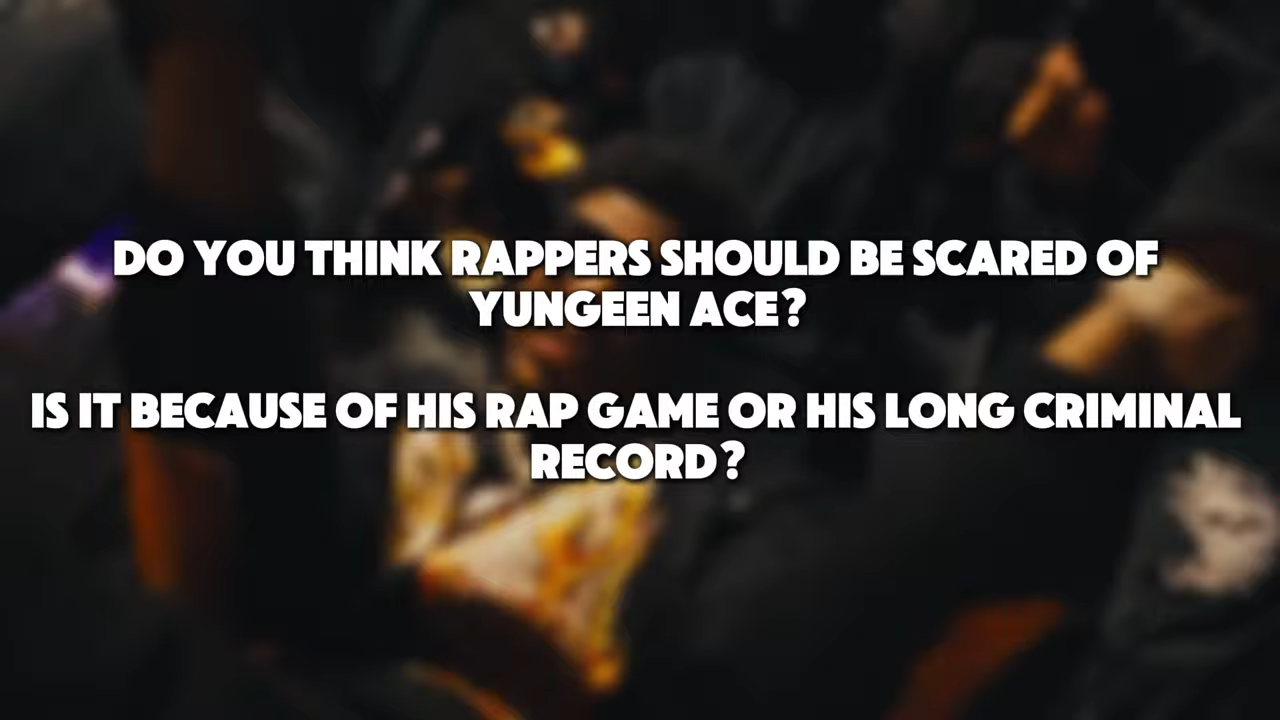 DO YOU THINK RAPPERS SHOULD BE SCARED OF
YUNGEEN ACE?
IS IT BECAUSE OF HIS RAP GAME OR HIS LONG CRIMINAL
RECORD?